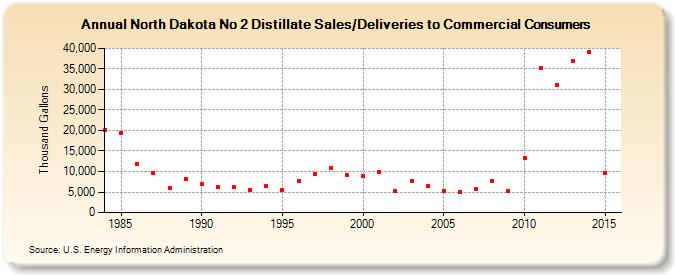 Annual North Dakota No 2 Distillate Sales/Deliveries to Commercial Consumers
Thousand Gallons
40,000
35,000
30,000
25,000
20,000
15,000
10,000
5,000
0
1985 1990 1995 2000 2005 2010 2015
Source: U.S. Energy Information Administration